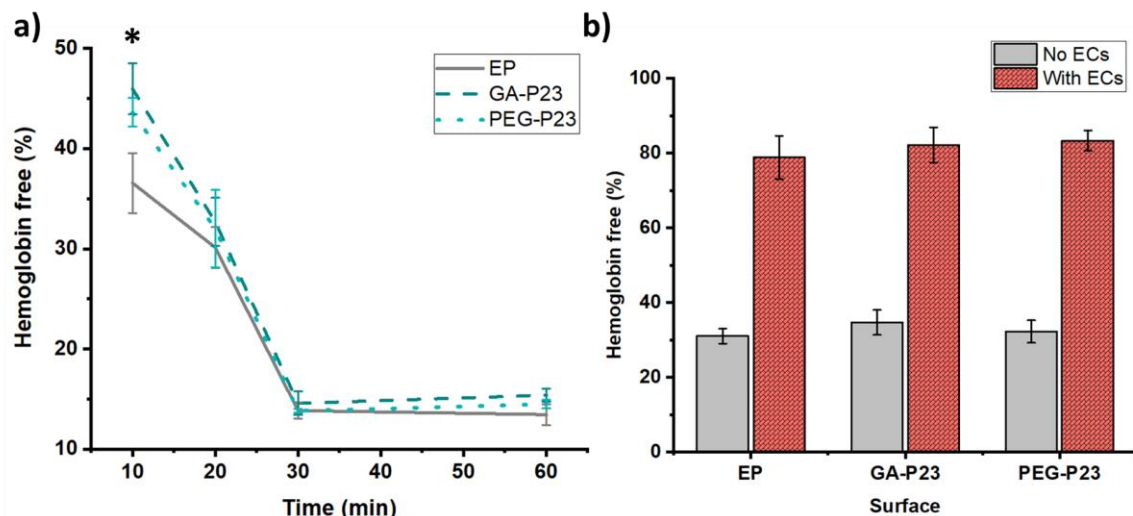 a)
*
50
40
30
20
10
Hemoglobin free (%)
EP
GA-P23
PEG-P23
10 20 30 40 50 60
Time (min)
b)
No ECs
With ECs
100
80
60
40
20
0
Hemoglobin free (%)
EP GA-P23 PEG-P23
Surface